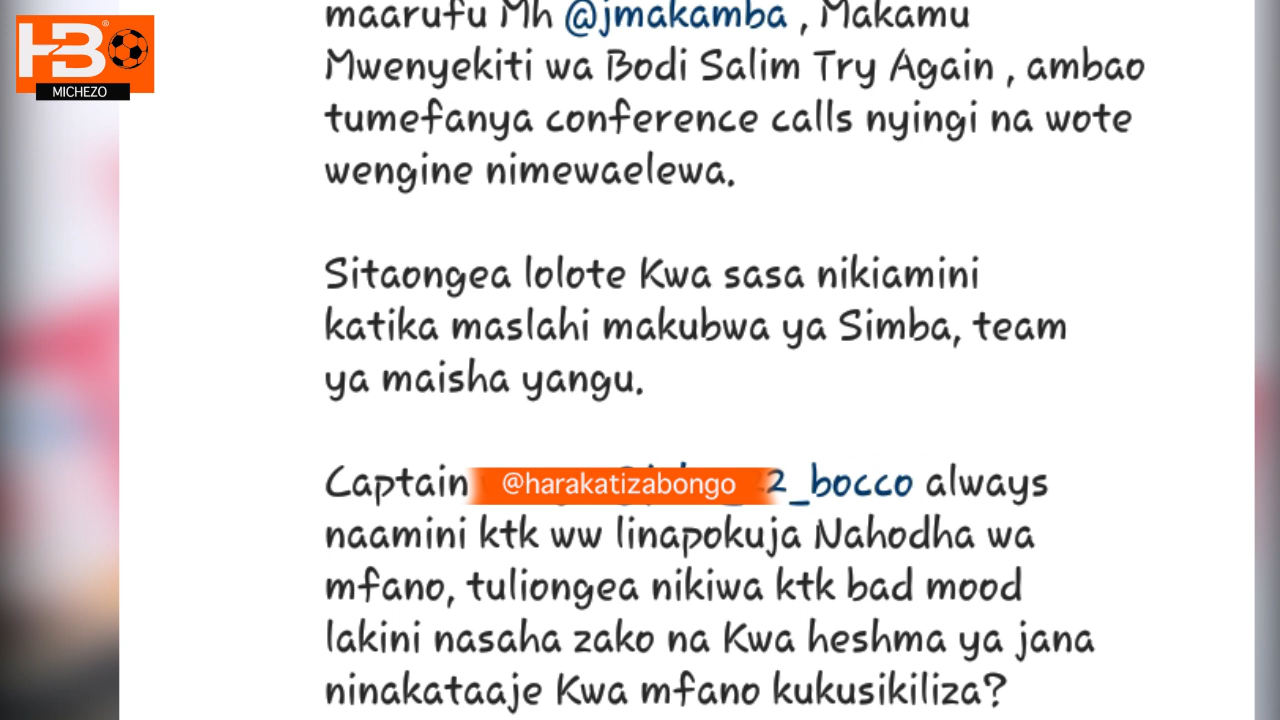 HB®
MICHEZO
maarufu Mh @jmakamba , Makamu
Mwenyekiti wa Bodi Salim Try Again , ambao
tumefanya conference calls nyingi na wote
wengine nimewaelewa.
Sitaongea lolote Kwa sasa nikiamini
katika maslahi makubwa ya Simba, team
ya maisha yangu.
Captain @harakatizabongo 2_bocco always
naamini ktk ww linapokuja Nahodha wa
mfano, tuliongea nikiwa ktk bad mood
lakini nasaha zako na Kwa heshma ya jana
ninakataaje Kwa mfano kukusikiliza?